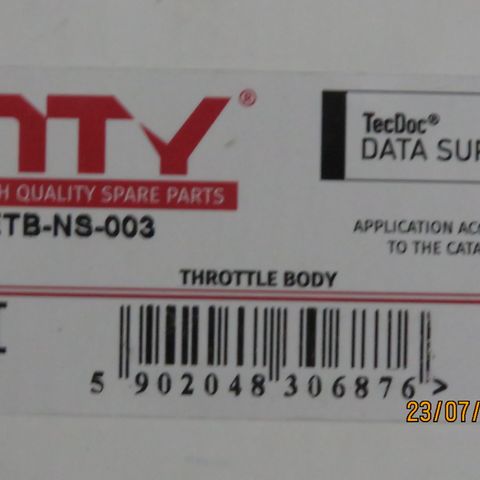 NTY®
H QUALITY SPARE PARTS
ETB-NS-003
TecDoc®
DATA SUP
APPLICATION ACC
TO THE CATA
THROTTLE BODY
5 902048 306876 >
23/07/